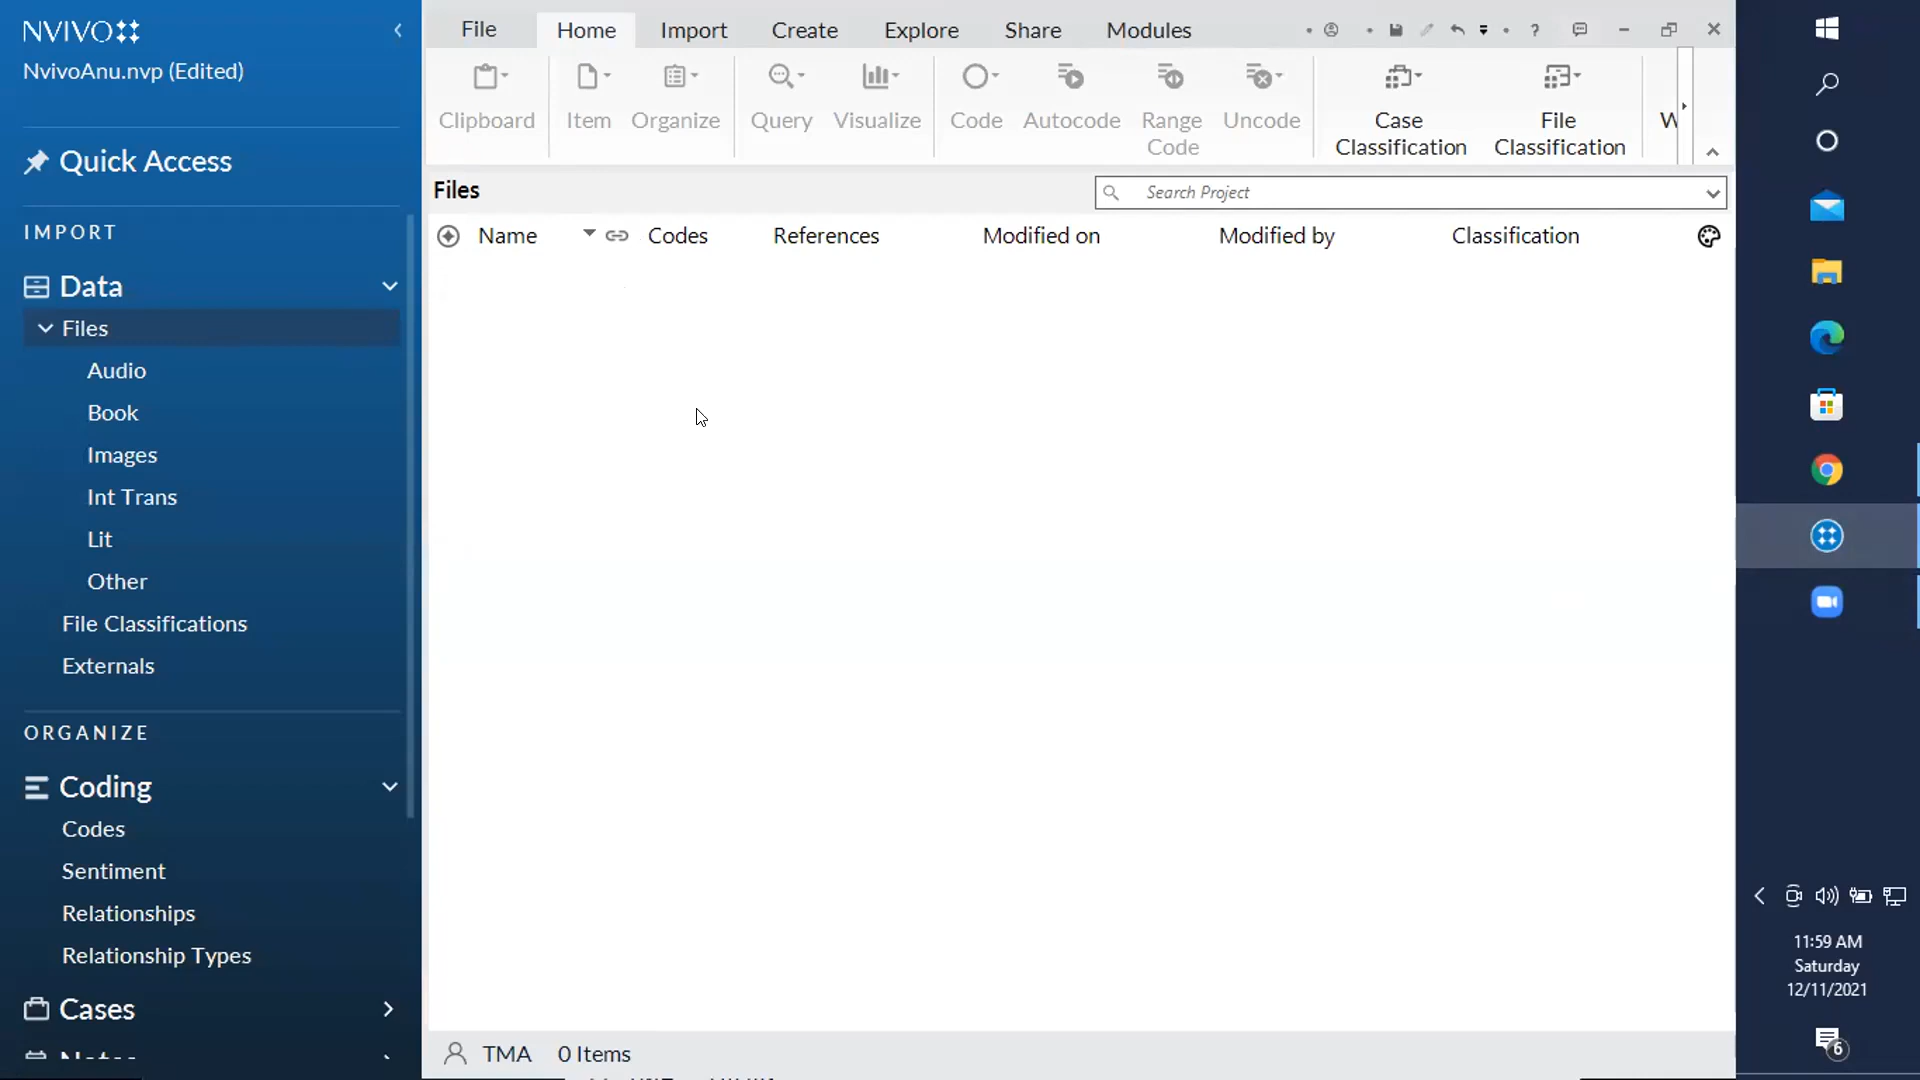 NVIVO
NvivoAnu.nvp (Edited)
Quick Access
IMPORT
Data
Files
Audio
Book
Images
Int Trans
Lit
Other
File Classifications
Externals
ORGANIZE
Coding
Codes
Sentiment
Relationships
Relationship Types
Cases
File Home Import Create Explore Share Modules
Clipboard Item Organize Query Visualize Code Autocode Range Code Uncode Case Classification File Classification W
Files
Search Project
Name Codes References Modified on Modified by Classification
TMA 0 Items
11:59 AM
Saturday
12/11/2021
6